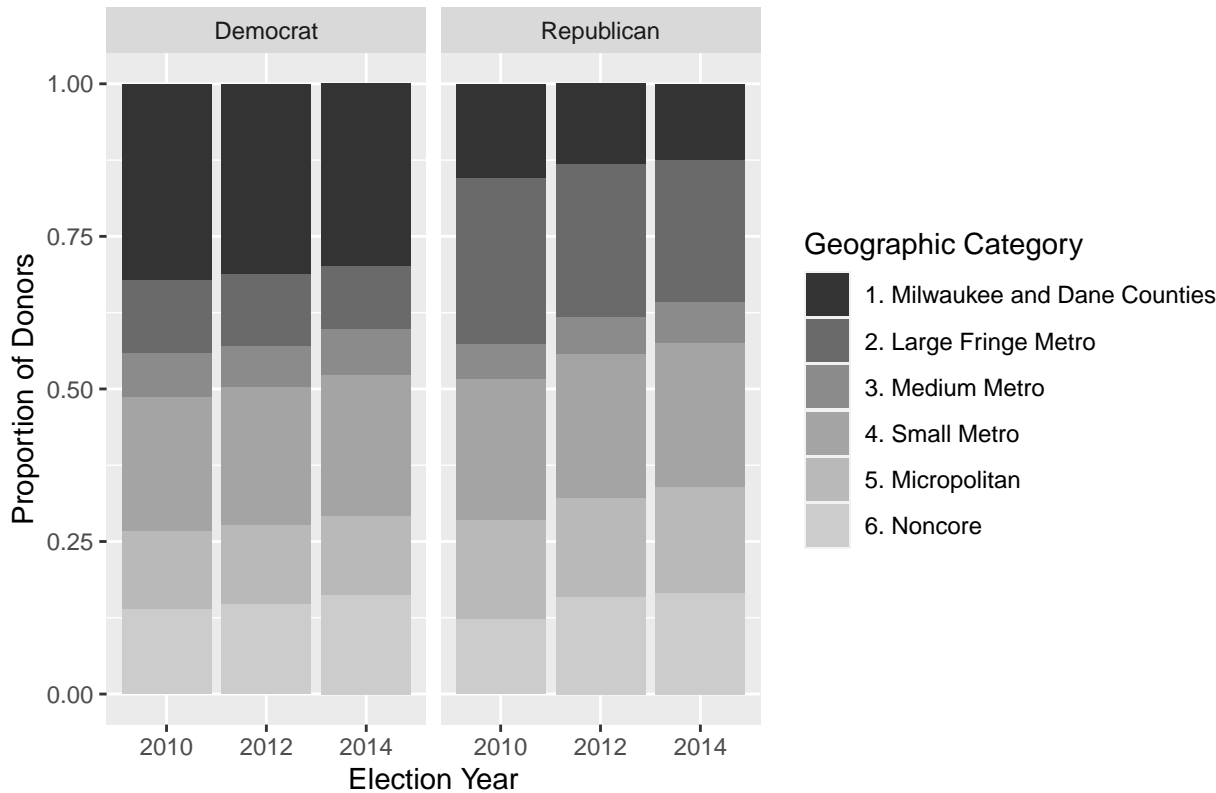 Democrat
Republican
1.00
0.75
0.50
0.25
0.00
Proportion of Donors
2010
2012
2014
2010
2012
2014
Election Year
Geographic Category
1. Milwaukee and Dane Counties
2. Large Fringe Metro
3. Medium Metro
4. Small Metro
5. Micropolitan
6. Noncore